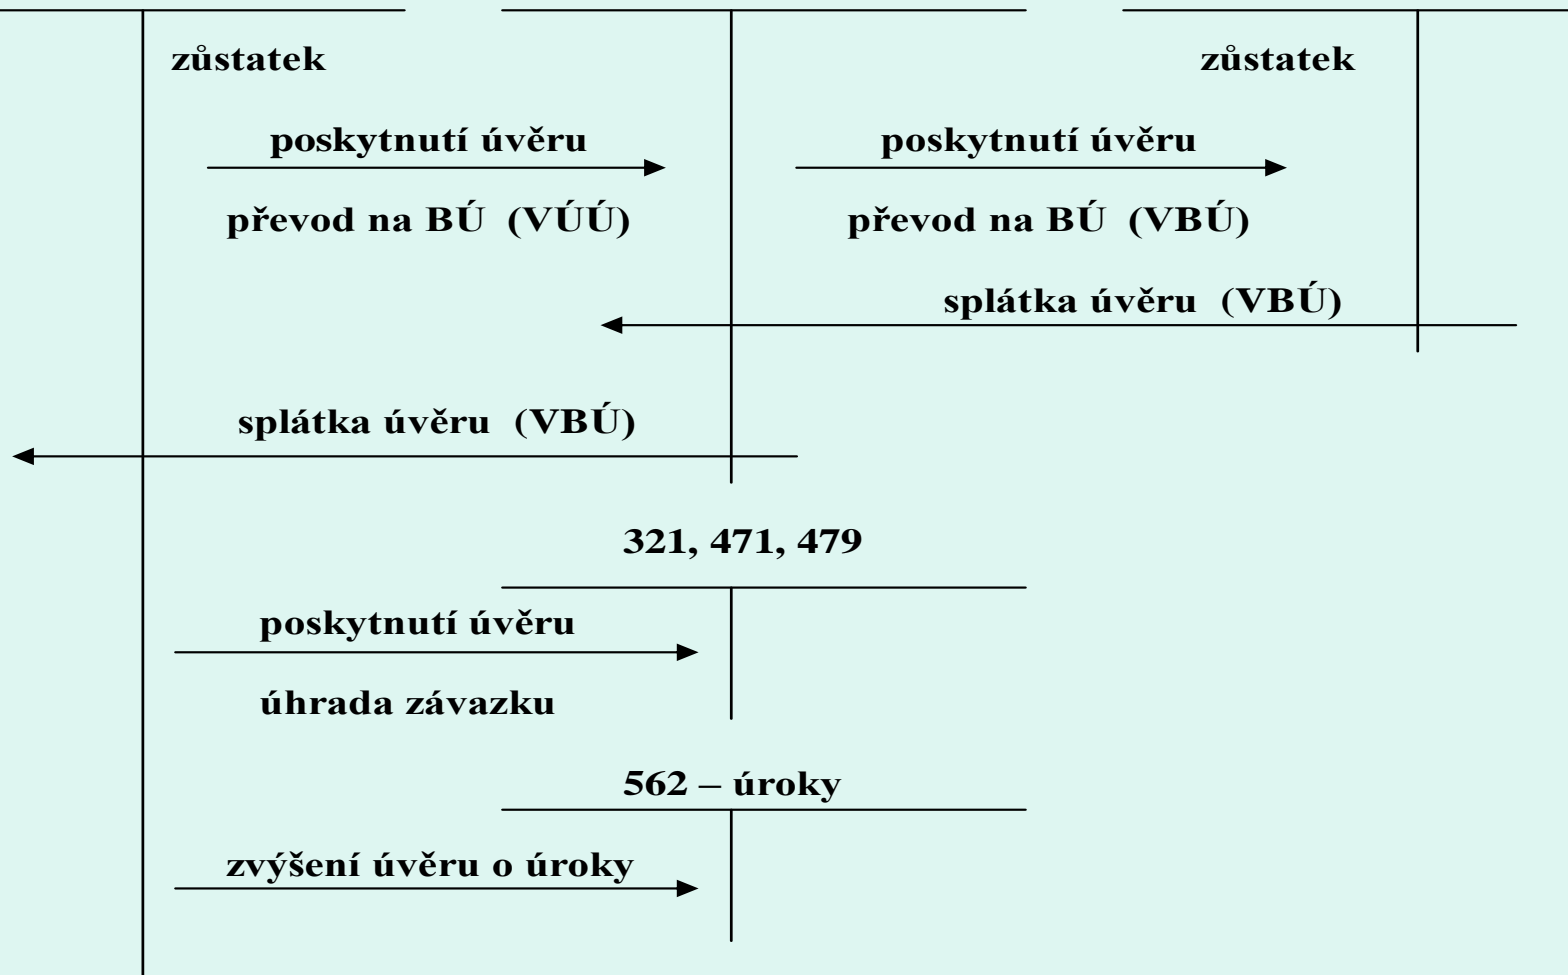 zůstatek
zůstatek
poskytnutí úvěru
poskytnutí úvěru
převod na BÚ (VÚÚ)
převod na BÚ (VBÚ)
splátka úvěru (VBÚ)
splátka úvěru (VBÚ)
321, 471, 479
poskytnutí úvěru
úhrada závazku
562 – úroky
zvýšení úvěru o úroky